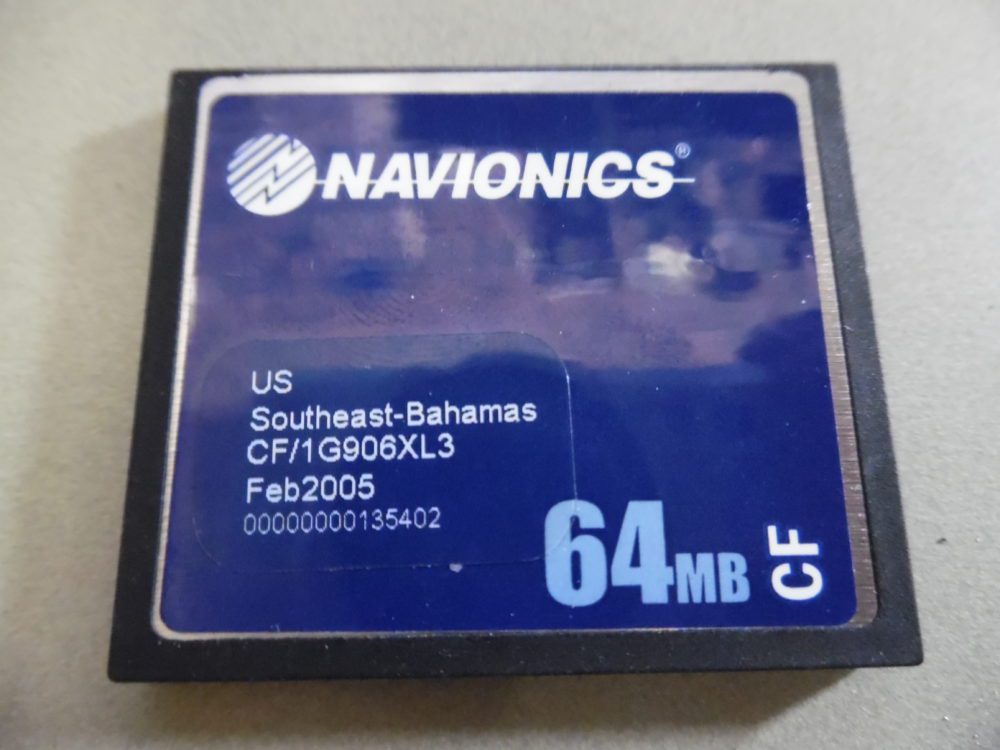 NAVIONICS®
US
Southeast-Bahamas
CF/1G906XL3
Feb2005
00000000135402
64MB
CF